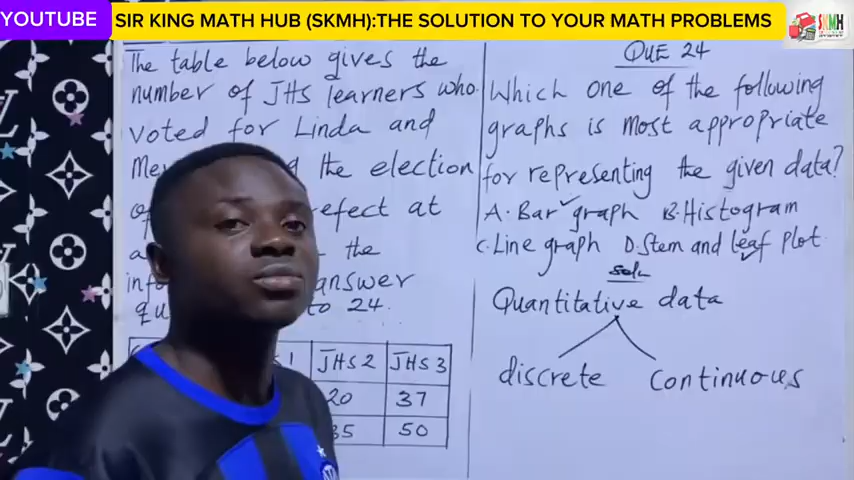 YOUTUBE
SIR KING MATH HUB (SKMH):THE SOLUTION TO YOUR MATH PROBLEMS
SKMH
The table below gives the
number of JHS learners who
voted for Linda and
the election
refect at
the
answer
to 24.
JHS 2 JHS 3
20 37
35 50
QUE 24
Which one of the following
graphs is most appropriate
for representing the given data?
A. Bar graph B. Histogram
C. Line graph D. Stem and leaf plot
soln
Quantitative data
discrete continuous